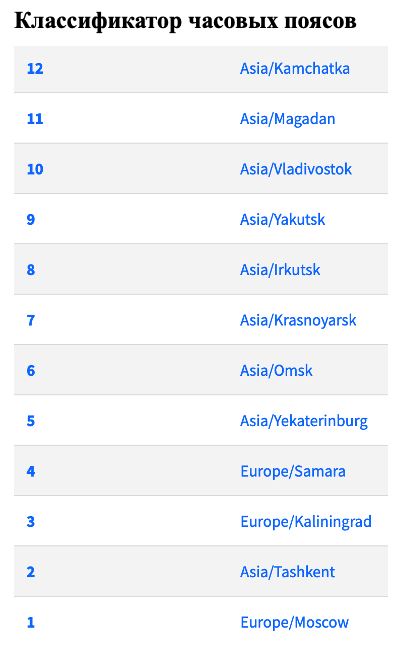 Классификатор часовых поясов
12 Asia/Kamchatka
11 Asia/Magadan
10 Asia/Vladivostok
9 Asia/Yakutsk
8 Asia/Irkutsk
7 Asia/Krasnoyarsk
6 Asia/Omsk
5 Asia/Yekaterinburg
4 Europe/Samara
3 Europe/Kaliningrad
2 Asia/Tashkent
1 Europe/Moscow